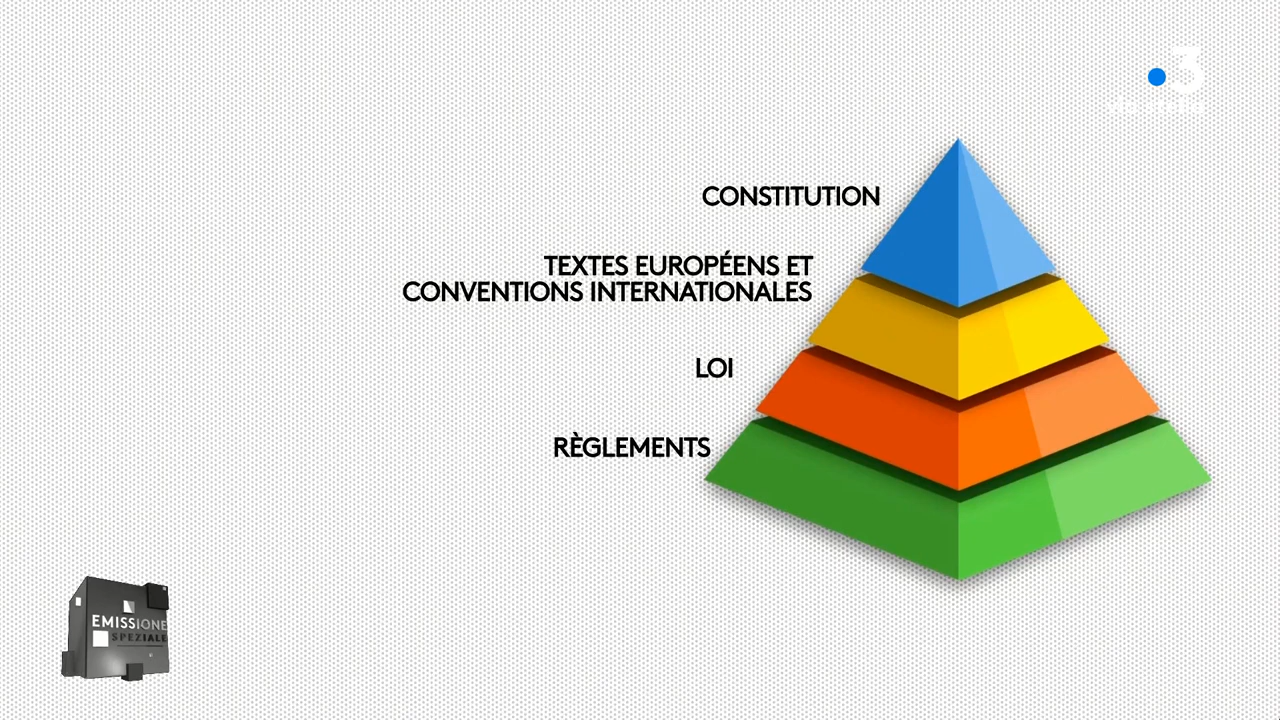 3
CONSTITUTION
TEXTES EUROPÉENS ET
CONVENTIONS INTERNATIONALES
LOI
RÈGLEMENTS
EMISSIONE
SPEZIALE